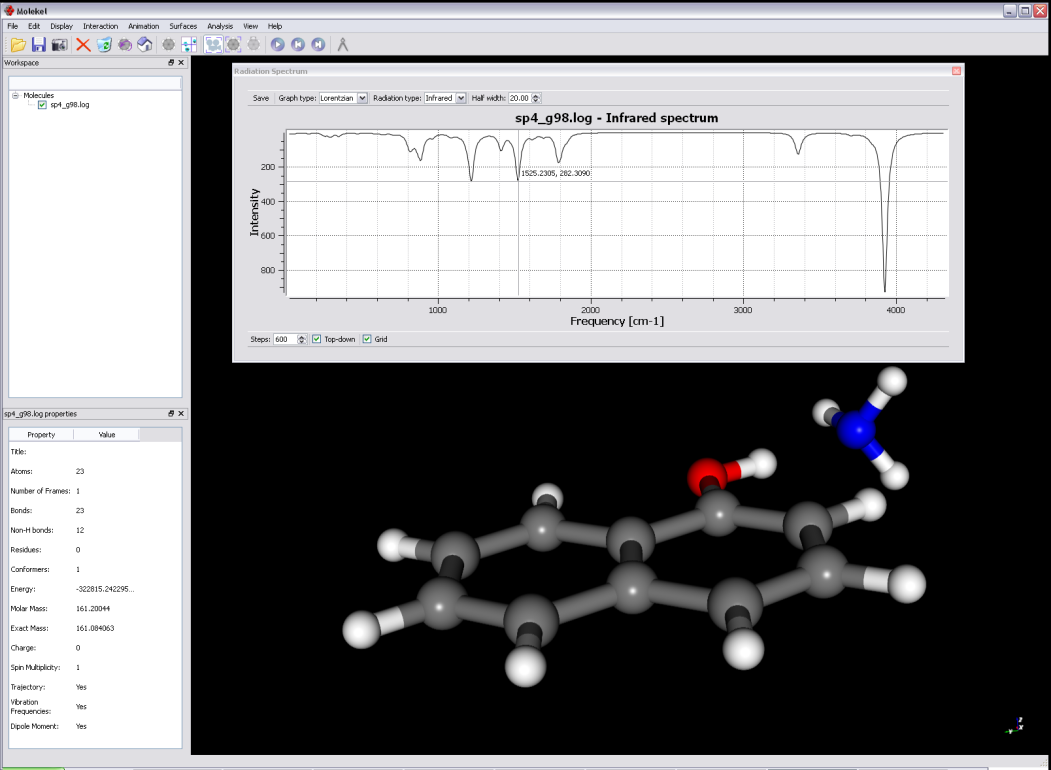 Molekel
File Edit Display Interaction Animation Surfaces Analysis View Help
Workspace
Molecules
sp4_g98.log
Radiation Spectrum
Save Graph type: Lorentzian Radiation type: Infrared Half width: 20.00
sp4_g98.log - Infrared spectrum
Intensity
200
400
600
800
1525.2305, 282.3090
1000 2000 3000 4000
Frequency [cm-1]
Steps: 600 Top-down Grid
sp4_g98.log properties
Property Value
Title:
Atoms: 23
Number of Frames: 1
Bonds: 23
Non-H bonds: 12
Residues: 0
Conformers: 1
Energy: -322815.242295...
Molar Mass: 161.20044
Exact Mass: 161.084063
Charge: 0
Spin Multiplicity: 1
Trajectory: Yes
Vibration
Frequencies: Yes
Dipole Moment: Yes